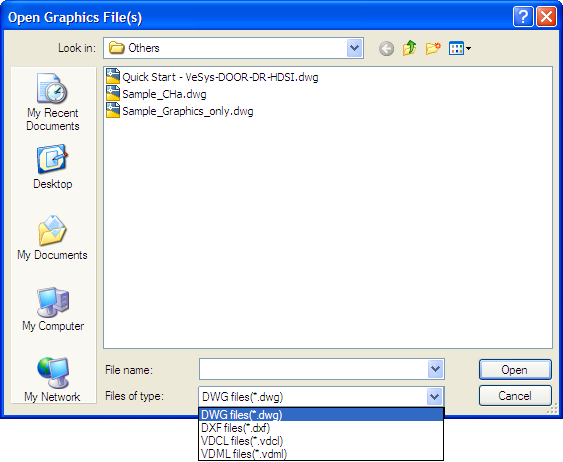 Open Graphics File(s)
Look in: Others
Quick Start - VeSys-DOOR-DR-HDSI.dwg
Sample_CHa.dwg
Sample_Graphics_only.dwg
My Recent
Documents
Desktop
My Documents
My Computer
My Network
File name:
Open
Files of type: DWG files(*.dwg)
Cancel
DWG files(*.dwg)
DXF files(*.dxf)
VDCL files(*.vdcl)
VDML files(*.vdml)